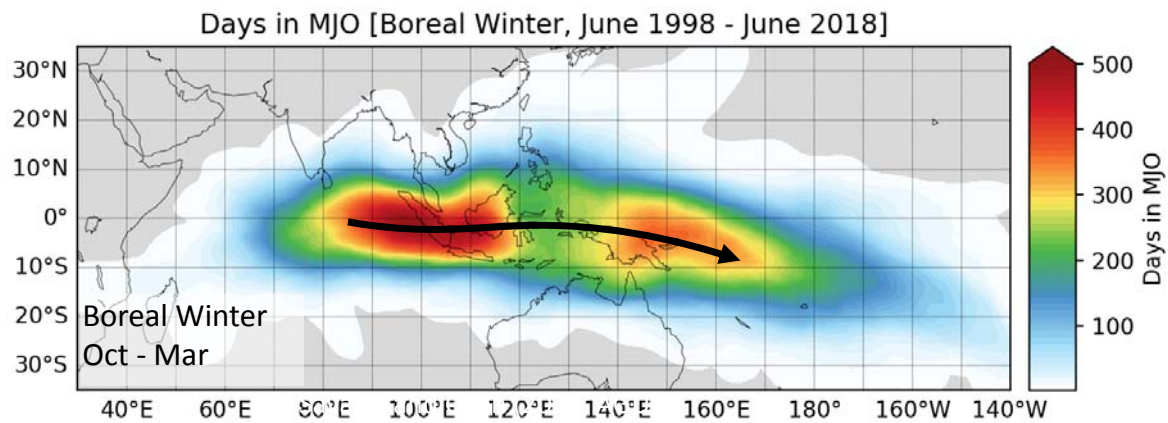 Days in MJO [Boreal Winter, June 1998 - June 2018]
30°N
20°N
10°N
0°
10°S
20°S
30°S
Boreal Winter
Oct - Mar
40°E 60°E 80°E 100°E 120°E 140°E 160°E 180° 160°W 140°W
500
400
300
200
100
Days in MJO